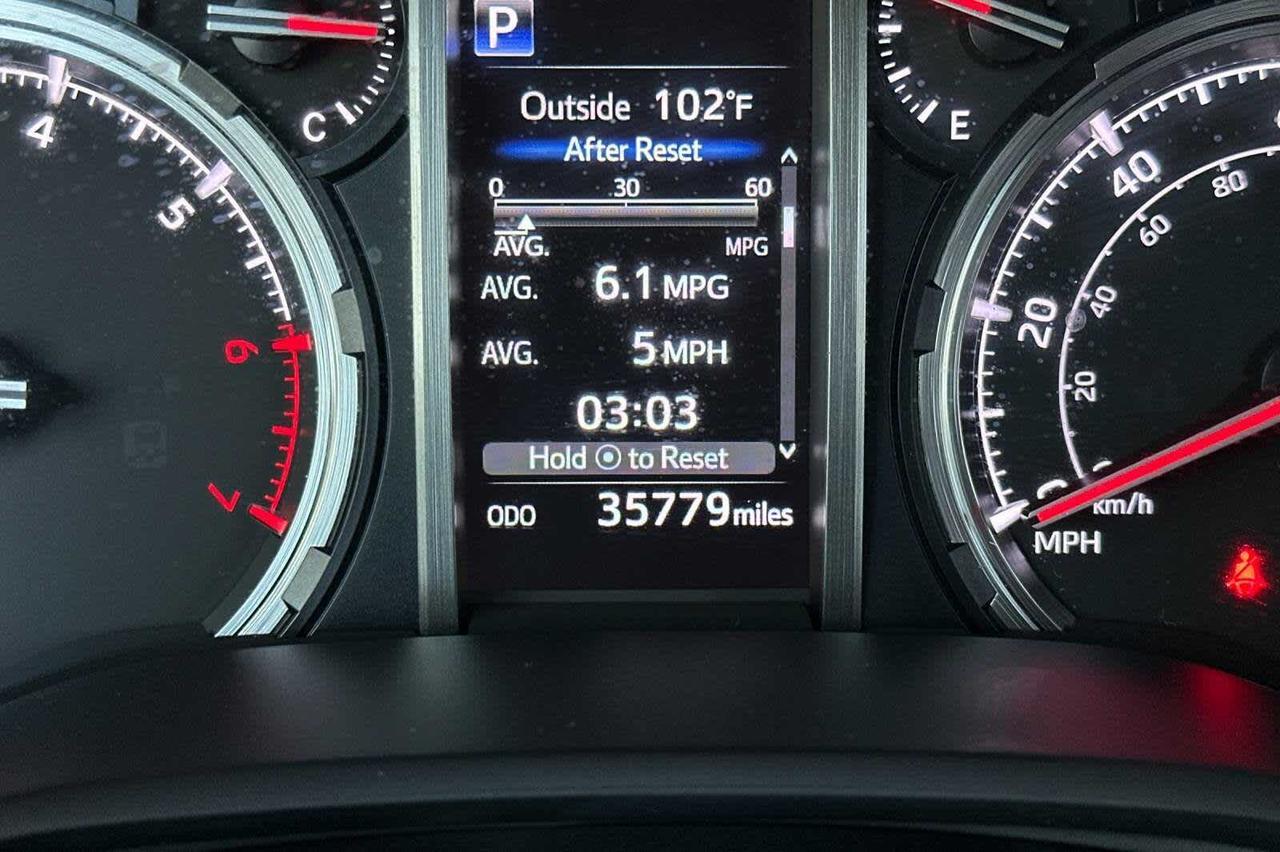 P
Outside 102°F
After Reset
0 30 60
AVG. MPG
AVG. 6.1 MPG
AVG. 5 MPH
03:03
Hold to Reset
ODO 35779 miles
4
5
6
7
C
E
40
20
80
60
40
20
km/h
MPH